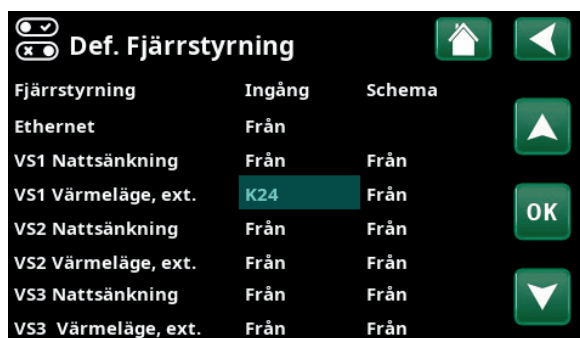 Def. Fjärrstyrning
Fjärrstyrning Ingång Schema
Ethernet Från
VS1 Nattsänkning Från Från
VS1 Värmeläge, ext. K24 Från
OK
VS2 Nattsänkning Från Från
VS2 Värmeläge, ext. Från Från
VS3 Nattsänkning Från Från
VS3 Värmeläge, ext. Från Från